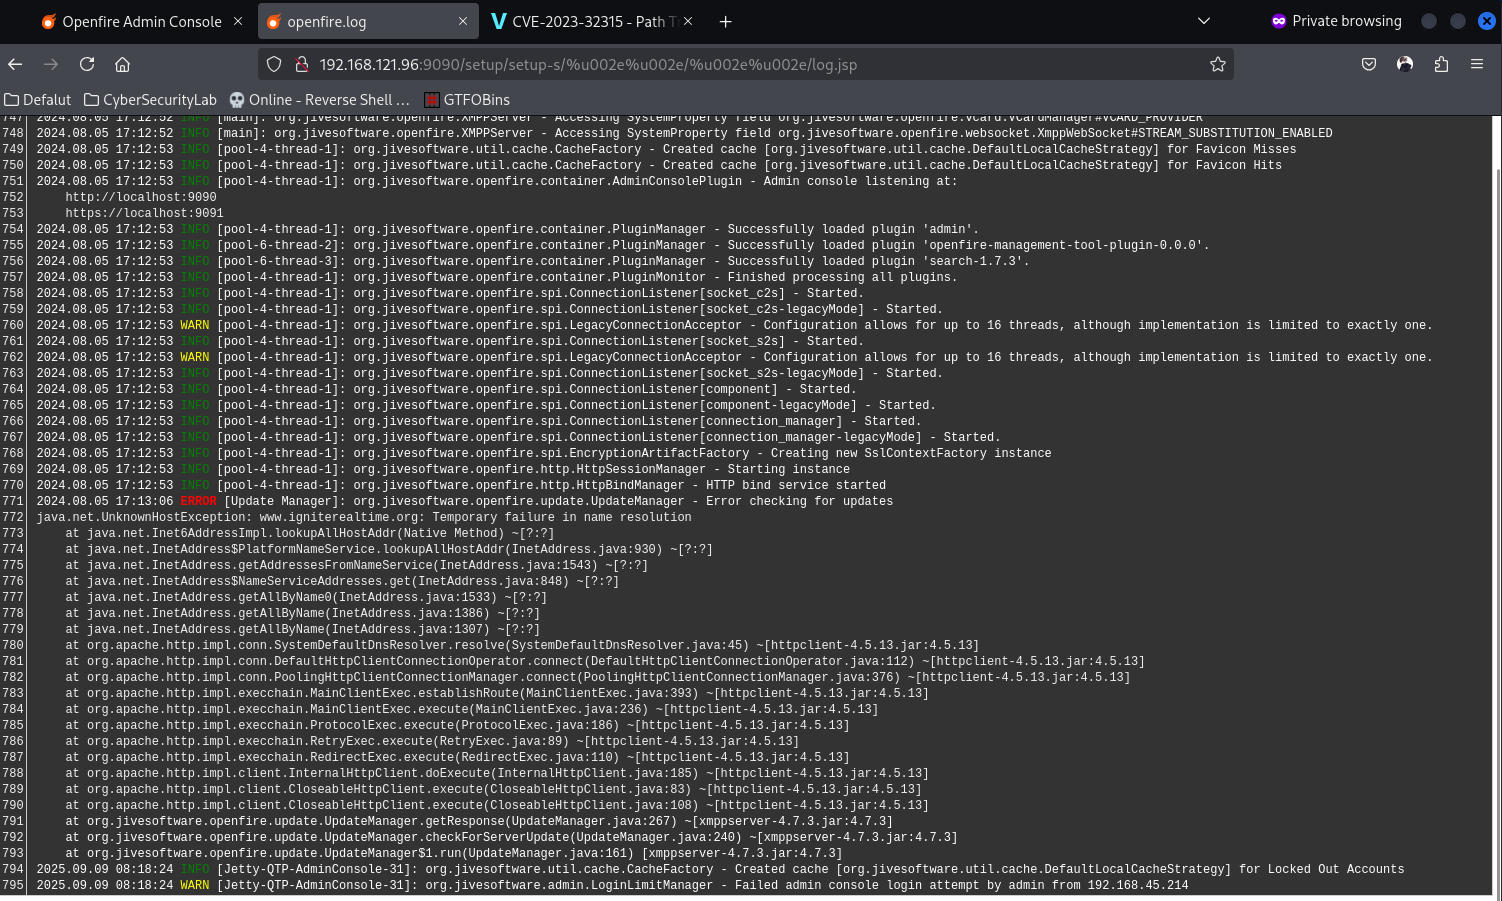 Openfire Admin Console
openfire.log
CVE-2023-32315 - Path T
Private browsing
192.168.121.96:9090/setup/setup-s/%u002e%u002e/%u002e%u002e/log.jsp
Defalut
CyberSecurityLab
Online - Reverse Shell ...
GTFOBins
747 2024.08.05 17:12:52 INFO [main]: org.jivesoftware.openfire.XMPPServer - Accessing SystemProperty field org.jivesoftware.openfire.vcard.VCardManager#VCARD_PROVIDER
748 2024.08.05 17:12:52 INFO [main]: org.jivesoftware.openfire.XMPPServer - Accessing SystemProperty field org.jivesoftware.openfire.websocket.XmppWebSocket#STREAM_SUBSTITUTION_ENABLED
749 2024.08.05 17:12:53 INFO [pool-4-thread-1]: org.jivesoftware.util.cache.CacheFactory - Created cache [org.jivesoftware.util.cache.DefaultLocalCacheStrategy] for Favicon Misses
750 2024.08.05 17:12:53 INFO [pool-4-thread-1]: org.jivesoftware.util.cache.CacheFactory - Created cache [org.jivesoftware.util.cache.DefaultLocalCacheStrategy] for Favicon Hits
751 2024.08.05 17:12:53 INFO [pool-4-thread-1]: org.jivesoftware.openfire.container.AdminConsolePlugin - Admin console listening at:
752 http://localhost:9090
753 https://localhost:9091
754 2024.08.05 17:12:53 INFO [pool-4-thread-1]: org.jivesoftware.openfire.container.PluginManager - Successfully loaded plugin 'admin'.
755 2024.08.05 17:12:53 INFO [pool-6-thread-2]: org.jivesoftware.openfire.container.PluginManager - Successfully loaded plugin 'openfire-management-tool-plugin-0.0.0'.
756 2024.08.05 17:12:53 INFO [pool-6-thread-3]: org.jivesoftware.openfire.container.PluginManager - Successfully loaded plugin 'search-1.7.3'.
757 2024.08.05 17:12:53 INFO [pool-4-thread-1]: org.jivesoftware.openfire.container.PluginMonitor - Finished processing all plugins.
758 2024.08.05 17:12:53 INFO [pool-4-thread-1]: org.jivesoftware.openfire.spi.ConnectionListener[socket_c2s] - Started.
759 2024.08.05 17:12:53 INFO [pool-4-thread-1]: org.jivesoftware.openfire.spi.ConnectionListener[socket_c2s-legacyMode] - Started.
760 2024.08.05 17:12:53 WARN [pool-4-thread-1]: org.jivesoftware.openfire.spi.LegacyConnectionAcceptor - Configuration allows for up to 16 threads, although implementation is limited to exactly one.
761 2024.08.05 17:12:53 INFO [pool-4-thread-1]: org.jivesoftware.openfire.spi.ConnectionListener[socket_s2s] - Started.
762 2024.08.05 17:12:53 WARN [pool-4-thread-1]: org.jivesoftware.openfire.spi.LegacyConnectionAcceptor - Configuration allows for up to 16 threads, although implementation is limited to exactly one.
763 2024.08.05 17:12:53 INFO [pool-4-thread-1]: org.jivesoftware.openfire.spi.ConnectionListener[socket_s2s-legacyMode] - Started.
764 2024.08.05 17:12:53 INFO [pool-4-thread-1]: org.jivesoftware.openfire.spi.ConnectionListener[component] - Started.
765 2024.08.05 17:12:53 INFO [pool-4-thread-1]: org.jivesoftware.openfire.spi.ConnectionListener[component-legacyMode] - Started.
766 2024.08.05 17:12:53 INFO [pool-4-thread-1]: org.jivesoftware.openfire.spi.ConnectionListener[connection_manager] - Started.
767 2024.08.05 17:12:53 INFO [pool-4-thread-1]: org.jivesoftware.openfire.spi.ConnectionListener[connection_manager-legacyMode] - Started.
768 2024.08.05 17:12:53 INFO [pool-4-thread-1]: org.jivesoftware.openfire.spi.EncryptionArtifactFactory - Creating new SslContextFactory instance
769 2024.08.05 17:12:53 INFO [pool-4-thread-1]: org.jivesoftware.openfire.http.HttpSessionManager - Starting instance
770 2024.08.05 17:12:53 INFO [pool-4-thread-1]: org.jivesoftware.openfire.http.HttpBindManager - HTTP bind service started
771 2024.08.05 17:13:06 ERROR [Update Manager]: org.jivesoftware.openfire.update.UpdateManager - Error checking for updates
772 java.net.UnknownHostException: www.igniterealtime.org: Temporary failure in name resolution
773 at java.net.Inet6AddressImpl.lookupAllHostAddr(Native Method) ~[?:?]
774 at java.net.InetAddress$PlatformNameService.lookupAllHostAddr(InetAddress.java:930) ~[?:?]
775 at java.net.InetAddress.getAddressesFromNameService(InetAddress.java:1543) ~[?:?]
776 at java.net.InetAddress$NameServiceAddresses.get(InetAddress.java:848) ~[?:?]
777 at java.net.InetAddress.getAllByName0(InetAddress.java:1533) ~[?:?]
778 at java.net.InetAddress.getAllByName(InetAddress.java:1386) ~[?:?]
779 at java.net.InetAddress.getAllByName(InetAddress.java:1307) ~[?:?]
780 at org.apache.http.impl.conn.SystemDefaultDnsResolver.resolve(SystemDefaultDnsResolver.java:45) ~[httpclient-4.5.13.jar:4.5.13]
781 at org.apache.http.impl.conn.DefaultHttpClientConnectionOperator.connect(DefaultHttpClientConnectionOperator.java:112) ~[httpclient-4.5.13.jar:4.5.13]
782 at org.apache.http.impl.conn.PoolingHttpClientConnectionManager.connect(PoolingHttpClientConnectionManager.java:376) ~[httpclient-4.5.13.jar:4.5.13]
783 at org.apache.http.impl.execchain.MainClientExec.establishRoute(MainClientExec.java:393) ~[httpclient-4.5.13.jar:4.5.13]
784 at org.apache.http.impl.execchain.MainClientExec.execute(MainClientExec.java:236) ~[httpclient-4.5.13.jar:4.5.13]
785 at org.apache.http.impl.execchain.ProtocolExec.execute(ProtocolExec.java:186) ~[httpclient-4.5.13.jar:4.5.13]
786 at org.apache.http.impl.execchain.RetryExec.execute(RetryExec.java:89) ~[httpclient-4.5.13.jar:4.5.13]
787 at org.apache.http.impl.execchain.RedirectExec.execute(RedirectExec.java:110) ~[httpclient-4.5.13.jar:4.5.13]
788 at org.apache.http.impl.client.InternalHttpClient.doExecute(InternalHttpClient.java:185) ~[httpclient-4.5.13.jar:4.5.13]
789 at org.apache.http.impl.client.CloseableHttpClient.execute(CloseableHttpClient.java:83) ~[httpclient-4.5.13.jar:4.5.13]
790 at org.apache.http.impl.client.CloseableHttpClient.execute(CloseableHttpClient.java:108) ~[httpclient-4.5.13.jar:4.5.13]
791 at org.jivesoftware.openfire.update.UpdateManager.getResponse(UpdateManager.java:267) ~[xmppserver-4.7.3.jar:4.7.3]
792 at org.jivesoftware.openfire.update.UpdateManager.checkForServerUpdate(UpdateManager.java:240) ~[xmppserver-4.7.3.jar:4.7.3]
793 at org.jivesoftware.openfire.update.UpdateManager$1.run(UpdateManager.java:161) [xmppserver-4.7.3.jar:4.7.3]
794 2025.09.09 08:18:24 INFO [Jetty-QTP-AdminConsole-31]: org.jivesoftware.util.cache.CacheFactory - Created cache [org.jivesoftware.util.cache.DefaultLocalCacheStrategy] for Locked Out Accounts
795 2025.09.09 08:18:24 WARN [Jetty-QTP-AdminConsole-31]: org.jivesoftware.admin.LoginLimitManager - Failed admin console login attempt by admin from 192.168.45.214